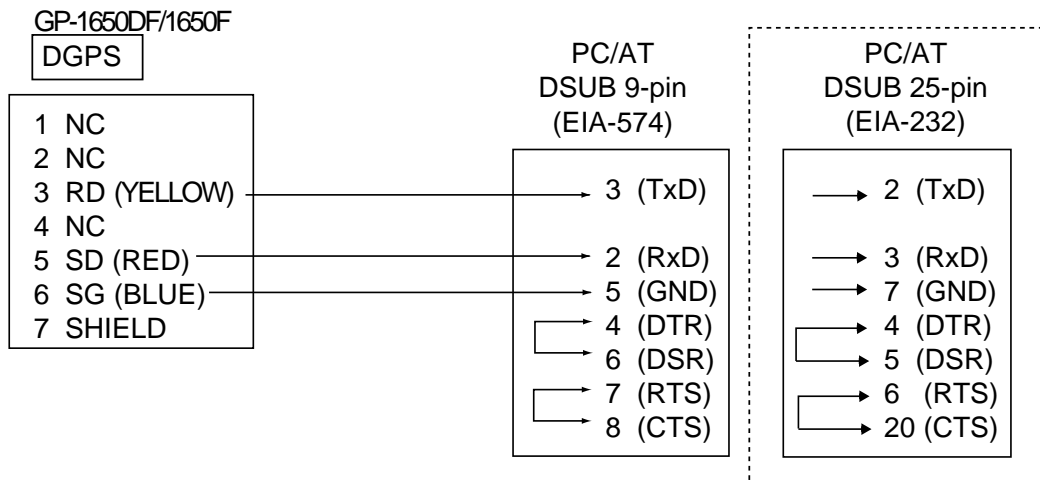 GP-1650DF/1650F
DGPS
1 NC
2 NC
3 RD (YELLOW)
4 NC
5 SD (RED)
6 SG (BLUE)
7 SHIELD
PC/AT
DSUB 9-pin
(EIA-574)
3 (TxD)
2 (RxD)
5 (GND)
4 (DTR)
6 (DSR)
7 (RTS)
8 (CTS)
PC/AT
DSUB 25-pin
(EIA-232)
2 (TxD)
3 (RxD)
7 (GND)
4 (DTR)
5 (DSR)
6 (RTS)
20 (CTS)